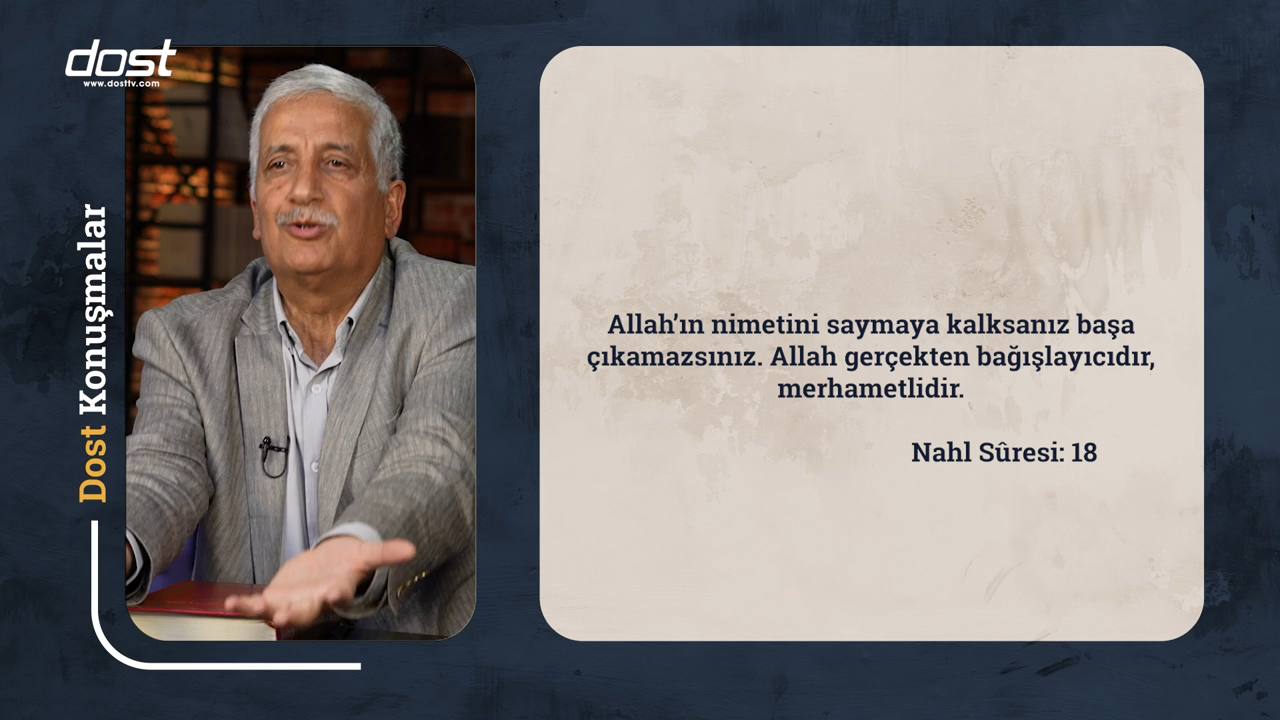 dost
www.dosttv.com
Dost Konuşmalar
Allah’ın nimetini saymaya kalksanız başa
çıkamazsınız. Allah gerçekten bağışlayıcıdır,
merhametlidir.
Nahl Sûresi: 18